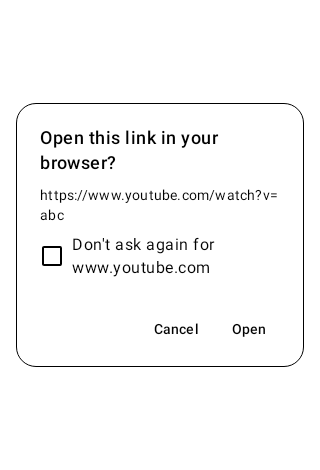 Open this link in your
browser?
https://www.youtube.com/watch?v=
abc
Don't ask again for
www.youtube.com
Cancel
Open